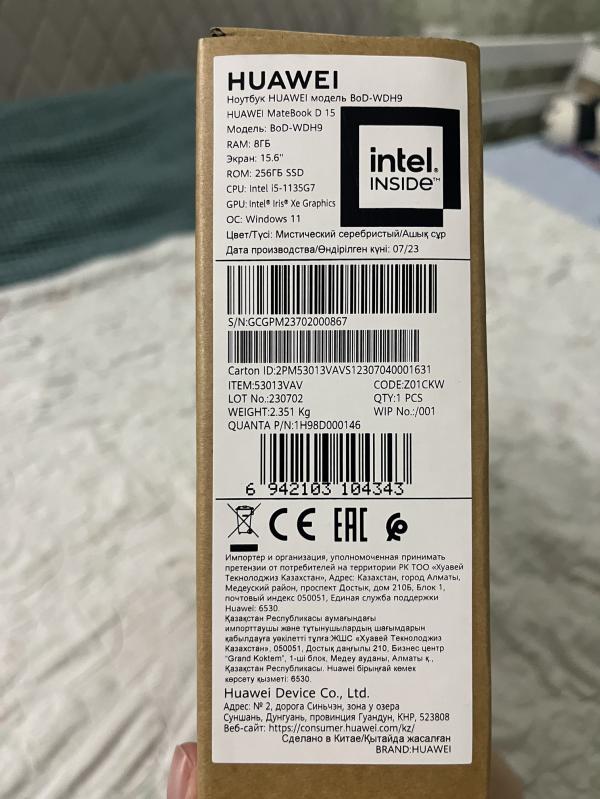 HUAWEI
Ноутбук HUAWEI модель BoD-WDH9
HUAWEI MateBook D 15
Модель: BoD-WDH9
RAM: 8ГБ
Экран: 15.6"
ROM: 256ГБ SSD
CPU: Intel i5-1135G7
GPU: Intel® Iris® Xe Graphics
ОС: Windows 11
intel.
INSIDE™
Цвет/Түсі: Мистический серебристый/Ашық сұр
Дата производства/Өндірілген күні: 07/23
S/N:GCGPM23702000867
Carton ID:2PM53013VAVS12307040001631
ITEM:53013VAV CODE:Z01CKW
LOT No.:230702 QTY:1 PCS
WEIGHT:2.351 Kg WIP No.:/001
QUANTA P/N:1H98D000146
6 942103 104343
CE EAC
Импортер и организация, уполномоченная принимать
претензии от потребителей на территории РК ТОО «Хуавей
Текнолоджиз Казахстан», Адрес: Казахстан, город Алматы,
Медеуский район, проспект Достык, дом 210Б, Блок 1,
почтовый индекс 050051, Единая служба поддержки
Huawei: 6530.
Қазақстан Республикасы аумағындағы
импорттаушы және тұтынушылардың шағымдарын
қабылдауға уәкілетті тұлға:ЖШС «Хуавей Текнолоджиз
Казахстан», 050051, Достық даңғылы 210, Бизнес центр
"Grand Koktem", 1-ші блок, Медеу ауданы, Алматы қ.,
Қазақстан Республикасы. Huawei бірыңғай көмек
көрсету қызметі: 6530.
Huawei Device Co., Ltd.
Адрес: № 2, дорога Синьчэн, зона у озера
Суншань, Дунгуань, провинция Гуандун, КНР, 523808
Веб-сайт: https://consumer.huawei.com/kz/
Сделано в Китае/Қытайда жасалған
BRAND:HUAWEI